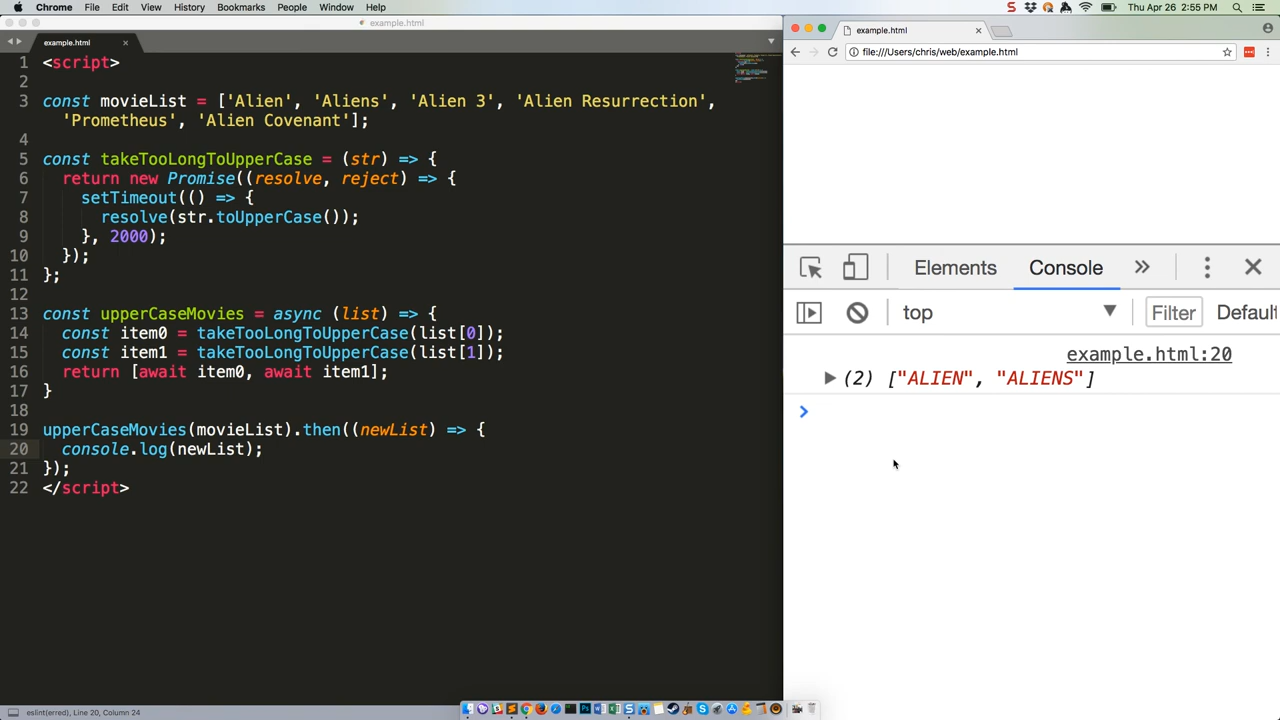 Chrome File Edit View History Bookmarks People Window Help
Thu Apr 26 2:55 PM
example.html
example.html
1 <script>
2
3 const movieList = ['Alien', 'Aliens', 'Alien 3', 'Alien Resurrection',
'Prometheus', 'Alien Covenant'];
4
5 const takeTooLongToUpperCase = (str) => {
6 return new Promise((resolve, reject) => {
7 setTimeout(() => {
8 resolve(str.toUpperCase());
9 }, 2000);
10 });
11 };
12
13 const upperCaseMovies = async (list) => {
14 const item0 = takeTooLongToUpperCase(list[0]);
15 const item1 = takeTooLongToUpperCase(list[1]);
16 return [await item0, await item1];
17 }
18
19 upperCaseMovies(movieList).then((newList) => {
20 console.log(newList);
21 });
22 </script>
eslint(erred), Line 20, Column 24
example.html
file:///Users/chris/web/example.html
Elements Console
top Filter Default
example.html:20
(2) ["ALIEN", "ALIENS"]